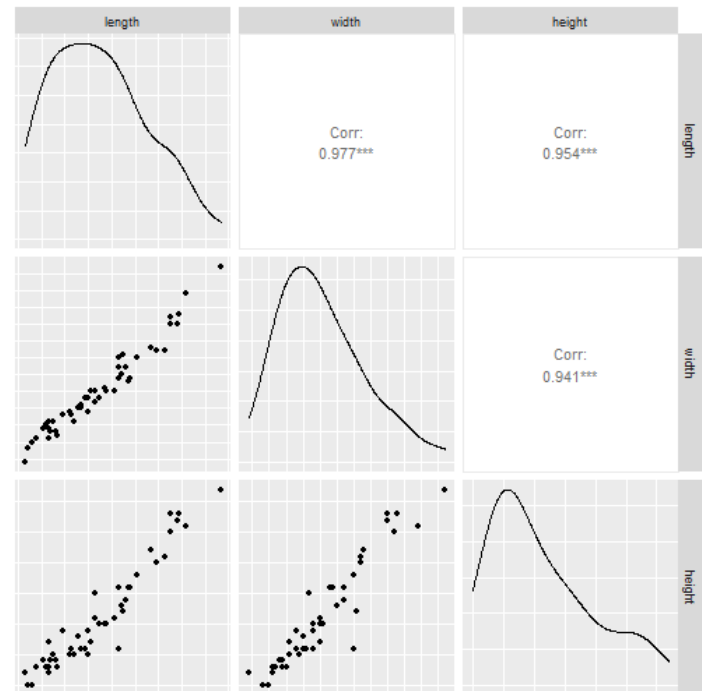 length
width
height
Corr:
0.977***
Corr:
0.954***
length
Corr:
0.941***
width
height